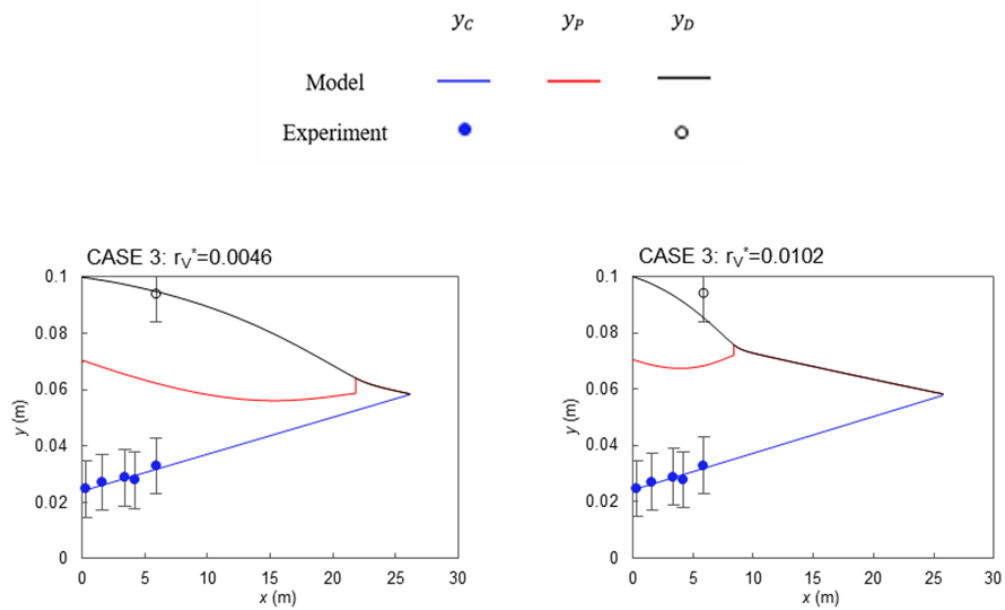 y_C y_P y_D
Model
Experiment
CASE 3: r_V*=0.0046
0.1
0.08
0.06
0.04
0.02
0
y (m)
0 5 10 15 20 25 30
x (m)
CASE 3: r_V*=0.0102
0.1
0.08
0.06
0.04
0.02
0
y (m)
0 5 10 15 20 25 30
x (m)